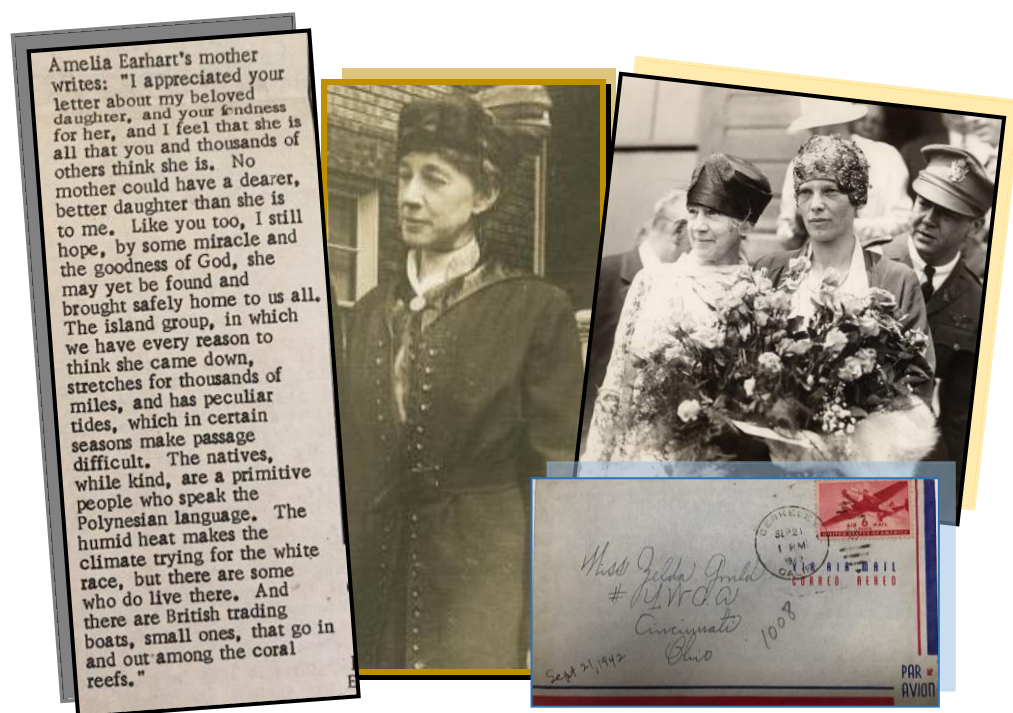 Amelia Earhart's mother
writes: "I appreciated your
letter about my beloved
daughter, and your fondness
for her, and I feel that she is
all that you and thousands of
others think she is. No
mother could have a dearer,
better daughter than she is
to me. Like you too, I still
hope, by some miracle and
the goodness of God, she
may yet be found and
brought safely home to us all.
The island group, in which
we have every reason to
think she came down,
stretches for thousands of
miles, and has peculiar
tides, which in certain
seasons make passage
difficult. The natives,
while kind, are a primitive
people who speak the
Polynesian language. The
humid heat makes the
climate trying for the white
race, but there are some
who do live there. And
there are British trading
boats, small ones, that go in
and out among the coral
reefs."
BERKELEY
SEP 21
1 PM
CALIF
AIR 6¢ MAIL
UNITED STATES OF AMERICA
VIA AIR MAIL
CORREO AEREO
Miss Zelda Gould
# Y.W.C.A
Cincinnati
Ohio
1008
Sept 21, 1942
PAR
AVION